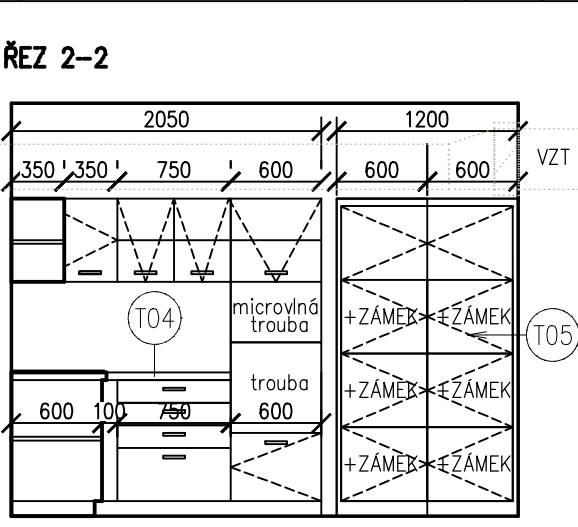 ŘEZ 2-2
2050 1200
350 350 750 600 600 600 VZT
T04 microvlná
trouba
+ZÁMEK +ZÁMEK T05
trouba
+ZÁMEK +ZÁMEK
600 100 750 600
+ZÁMEK +ZÁMEK